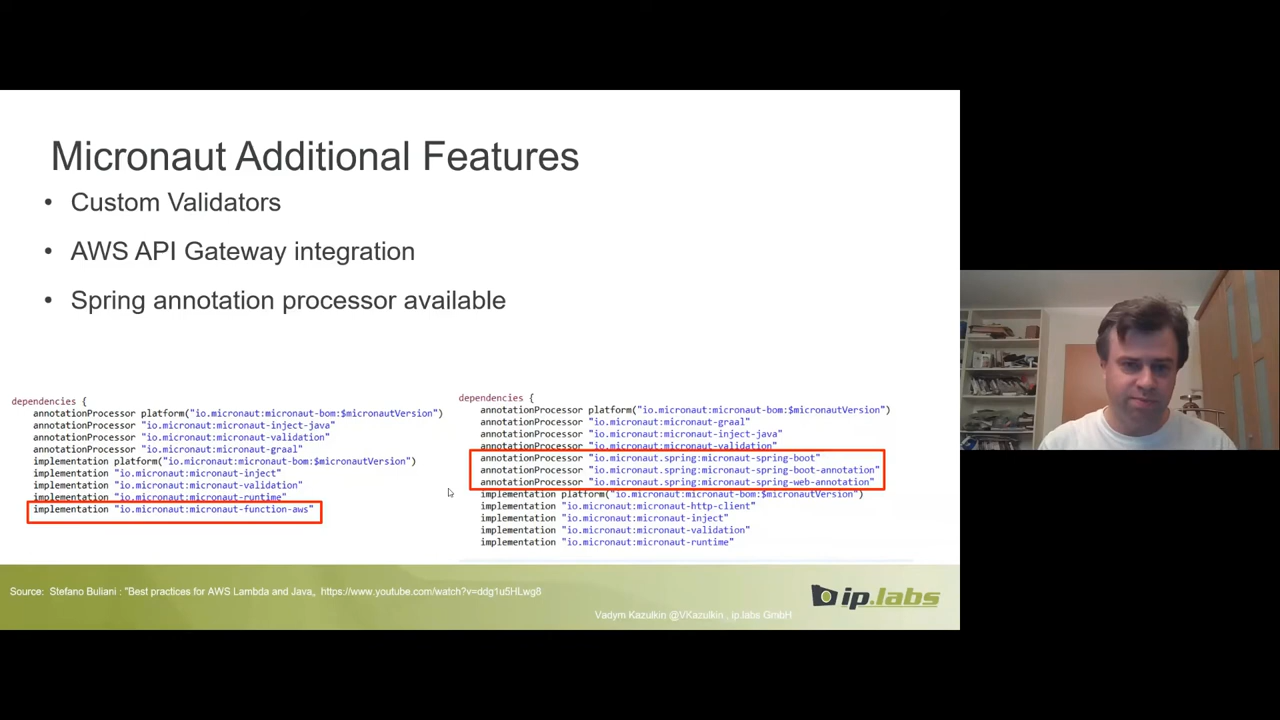 Micronaut Additional Features
• Custom Validators
• AWS API Gateway integration
• Spring annotation processor available
dependencies {
annotationProcessor platform("io.micronaut:micronaut-bom:$micronautVersion")
annotationProcessor "io.micronaut:micronaut-inject-java"
annotationProcessor "io.micronaut:micronaut-validation"
annotationProcessor "io.micronaut:micronaut-graal"
implementation platform("io.micronaut:micronaut-bom:$micronautVersion")
implementation "io.micronaut:micronaut-inject"
implementation "io.micronaut:micronaut-validation"
implementation "io.micronaut:micronaut-runtime"
implementation "io.micronaut:micronaut-function-aws"
dependencies {
annotationProcessor platform("io.micronaut:micronaut-bom:$micronautVersion")
annotationProcessor "io.micronaut:micronaut-graal"
annotationProcessor "io.micronaut:micronaut-inject-java"
annotationProcessor "io.micronaut:micronaut-validation"
annotationProcessor "io.micronaut.spring:micronaut-spring-boot"
annotationProcessor "io.micronaut.spring:micronaut-spring-boot-annotation"
annotationProcessor "io.micronaut.spring:micronaut-spring-web-annotation"
implementation platform("io.micronaut:micronaut-bom:$micronautVersion")
implementation "io.micronaut:micronaut-http-client"
implementation "io.micronaut:micronaut-inject"
implementation "io.micronaut:micronaut-validation"
implementation "io.micronaut:micronaut-runtime"
Source: Stefano Buliani : "Best practices for AWS Lambda and Java„ https://www.youtube.com/watch?v=ddg1u5HLwg8
ip.labs
Vadym Kazulkin @VKazulkin , ip.labs GmbH